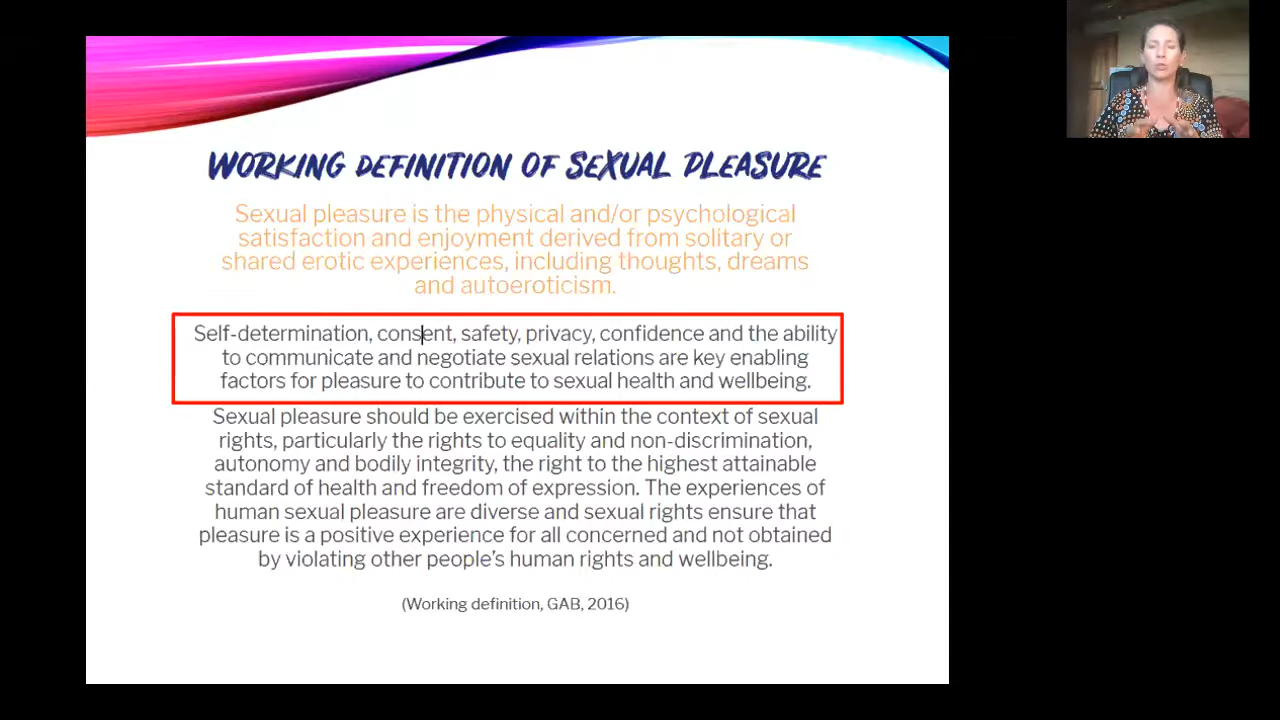 WORKING DEFINITION OF SEXUAL PLEASURE
Sexual pleasure is the physical and/or psychological
satisfaction and enjoyment derived from solitary or
shared erotic experiences, including thoughts, dreams
and autoeroticism.
Self-determination, consent, safety, privacy, confidence and the ability
to communicate and negotiate sexual relations are key enabling
factors for pleasure to contribute to sexual health and wellbeing.
Sexual pleasure should be exercised within the context of sexual
rights, particularly the rights to equality and non-discrimination,
autonomy and bodily integrity, the right to the highest attainable
standard of health and freedom of expression. The experiences of
human sexual pleasure are diverse and sexual rights ensure that
pleasure is a positive experience for all concerned and not obtained
by violating other people’s human rights and wellbeing.
(Working definition, GAB, 2016)